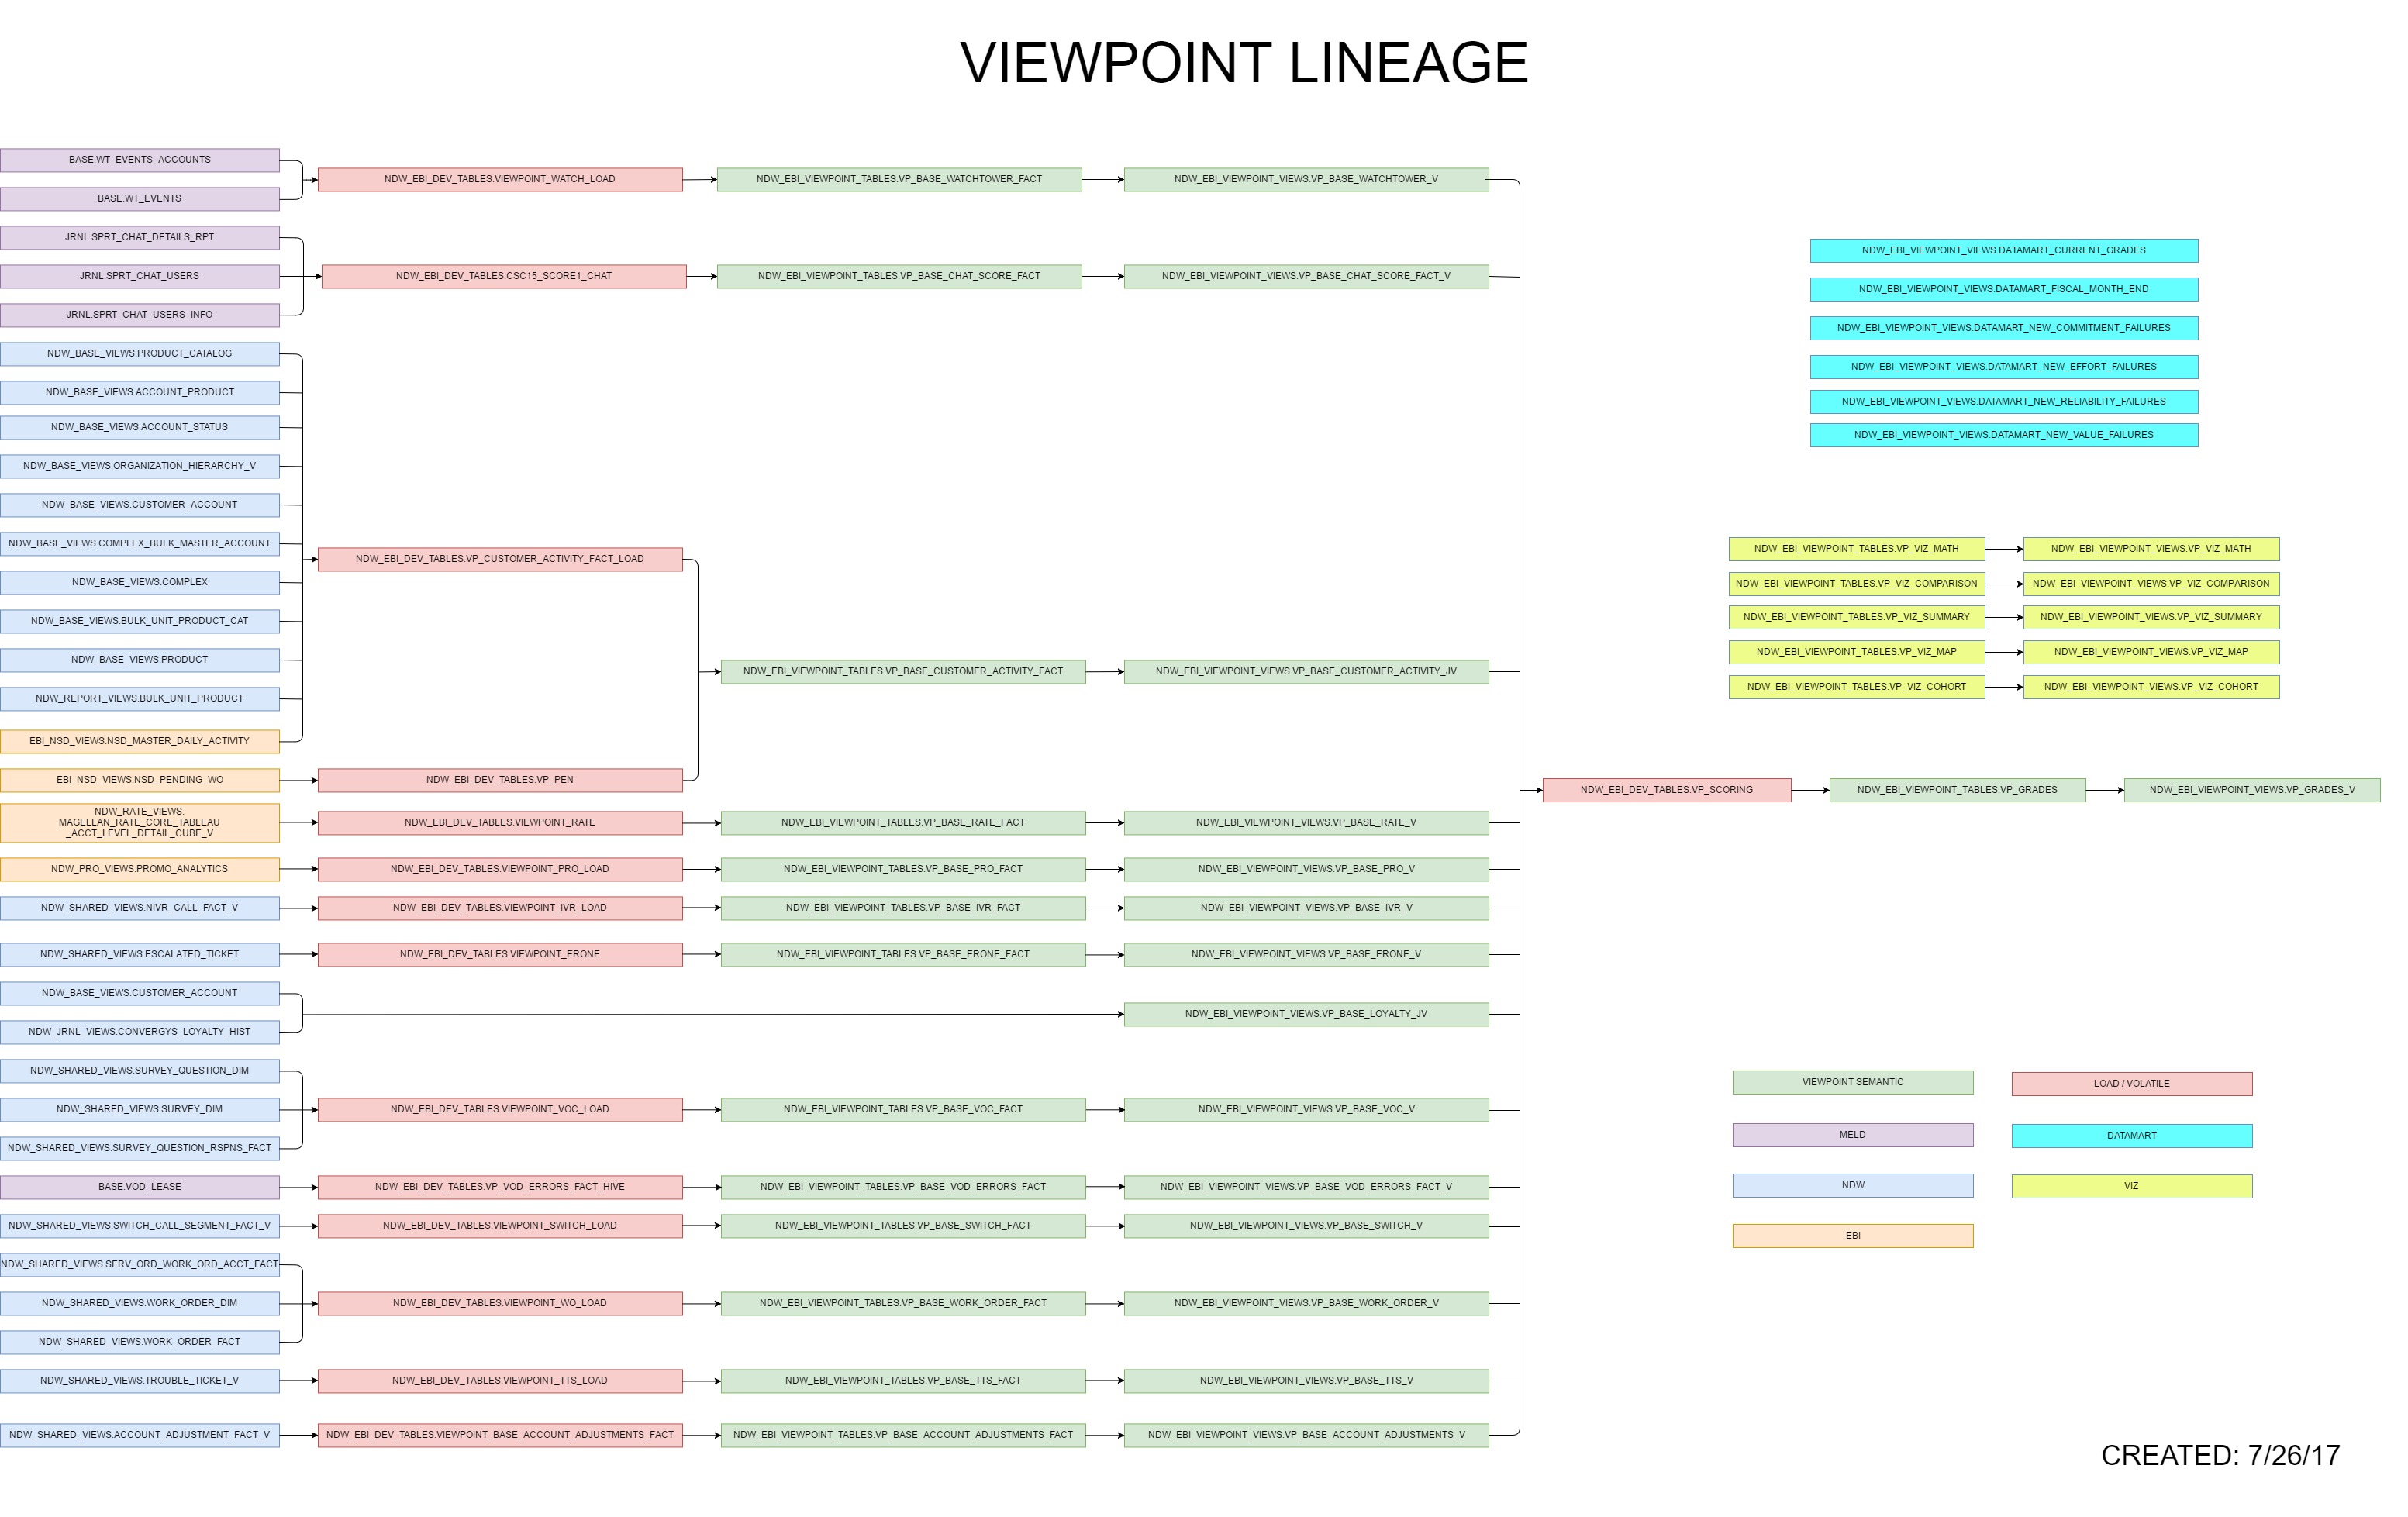 VIEWPOINT LINEAGE
BASE.WT_EVENTS_ACCOUNTS
BASE.WT_EVENTS
NDW_EBI_DEV_TABLES.VIEWPOINT_WATCH_LOAD
NDW_EBI_VIEWPOINT_TABLES.VP_BASE_WATCHTOWER_FACT
NDW_EBI_VIEWPOINT_VIEWS.VP_BASE_WATCHTOWER_V
JRNL.SPRT_CHAT_DETAILS_RPT
JRNL.SPRT_CHAT_USERS
JRNL.SPRT_CHAT_USERS_INFO
NDW_EBI_DEV_TABLES.CSC15_SCORE1_CHAT
NDW_EBI_VIEWPOINT_TABLES.VP_BASE_CHAT_SCORE_FACT
NDW_EBI_VIEWPOINT_VIEWS.VP_BASE_CHAT_SCORE_FACT_V
NDW_BASE_VIEWS.PRODUCT_CATALOG
NDW_BASE_VIEWS.ACCOUNT_PRODUCT
NDW_BASE_VIEWS.ACCOUNT_STATUS
NDW_BASE_VIEWS.ORGANIZATION_HIERARCHY_V
NDW_BASE_VIEWS.CUSTOMER_ACCOUNT
NDW_BASE_VIEWS.COMPLEX_BULK_MASTER_ACCOUNT
NDW_BASE_VIEWS.COMPLEX
NDW_BASE_VIEWS.BULK_UNIT_PRODUCT_CAT
NDW_BASE_VIEWS.PRODUCT
NDW_REPORT_VIEWS.BULK_UNIT_PRODUCT
EBI_NSD_VIEWS.NSD_MASTER_DAILY_ACTIVITY
NDW_EBI_DEV_TABLES.VP_CUSTOMER_ACTIVITY_FACT_LOAD
EBI_NSD_VIEWS.NSD_PENDING_WO
NDW_EBI_DEV_TABLES.VP_PEN
NDW_EBI_VIEWPOINT_TABLES.VP_BASE_CUSTOMER_ACTIVITY_FACT
NDW_EBI_VIEWPOINT_VIEWS.VP_BASE_CUSTOMER_ACTIVITY_JV
NDW_RATE_VIEWS.
MAGELLAN_RATE_CORE_TABLEAU
_ACCT_LEVEL_DETAIL_CUBE_V
NDW_EBI_DEV_TABLES.VIEWPOINT_RATE
NDW_EBI_VIEWPOINT_TABLES.VP_BASE_RATE_FACT
NDW_EBI_VIEWPOINT_VIEWS.VP_BASE_RATE_V
NDW_PRO_VIEWS.PROMO_ANALYTICS
NDW_EBI_DEV_TABLES.VIEWPOINT_PRO_LOAD
NDW_EBI_VIEWPOINT_TABLES.VP_BASE_PRO_FACT
NDW_EBI_VIEWPOINT_VIEWS.VP_BASE_PRO_V
NDW_SHARED_VIEWS.NIVR_CALL_FACT_V
NDW_EBI_DEV_TABLES.VIEWPOINT_IVR_LOAD
NDW_EBI_VIEWPOINT_TABLES.VP_BASE_IVR_FACT
NDW_EBI_VIEWPOINT_VIEWS.VP_BASE_IVR_V
NDW_SHARED_VIEWS.ESCALATED_TICKET
NDW_EBI_DEV_TABLES.VIEWPOINT_ERONE
NDW_EBI_VIEWPOINT_TABLES.VP_BASE_ERONE_FACT
NDW_EBI_VIEWPOINT_VIEWS.VP_BASE_ERONE_V
NDW_BASE_VIEWS.CUSTOMER_ACCOUNT
NDW_JRNL_VIEWS.CONVERGYS_LOYALTY_HIST
NDW_EBI_VIEWPOINT_VIEWS.VP_BASE_LOYALTY_JV
NDW_SHARED_VIEWS.SURVEY_QUESTION_DIM
NDW_SHARED_VIEWS.SURVEY_DIM
NDW_SHARED_VIEWS.SURVEY_QUESTION_RSPNS_FACT
NDW_EBI_DEV_TABLES.VIEWPOINT_VOC_LOAD
NDW_EBI_VIEWPOINT_TABLES.VP_BASE_VOC_FACT
NDW_EBI_VIEWPOINT_VIEWS.VP_BASE_VOC_V
BASE.VOD_LEASE
NDW_EBI_DEV_TABLES.VP_VOD_ERRORS_FACT_HIVE
NDW_EBI_VIEWPOINT_TABLES.VP_BASE_VOD_ERRORS_FACT
NDW_EBI_VIEWPOINT_VIEWS.VP_BASE_VOD_ERRORS_FACT_V
NDW_SHARED_VIEWS.SWITCH_CALL_SEGMENT_FACT_V
NDW_EBI_DEV_TABLES.VIEWPOINT_SWITCH_LOAD
NDW_EBI_VIEWPOINT_TABLES.VP_BASE_SWITCH_FACT
NDW_EBI_VIEWPOINT_VIEWS.VP_BASE_SWITCH_V
NDW_SHARED_VIEWS.SERV_ORD_WORK_ORD_ACCT_FACT
NDW_SHARED_VIEWS.WORK_ORDER_DIM
NDW_SHARED_VIEWS.WORK_ORDER_FACT
NDW_EBI_DEV_TABLES.VIEWPOINT_WO_LOAD
NDW_EBI_VIEWPOINT_TABLES.VP_BASE_WORK_ORDER_FACT
NDW_EBI_VIEWPOINT_VIEWS.VP_BASE_WORK_ORDER_V
NDW_SHARED_VIEWS.TROUBLE_TICKET_V
NDW_EBI_DEV_TABLES.VIEWPOINT_TTS_LOAD
NDW_EBI_VIEWPOINT_TABLES.VP_BASE_TTS_FACT
NDW_EBI_VIEWPOINT_VIEWS.VP_BASE_TTS_V
NDW_SHARED_VIEWS.ACCOUNT_ADJUSTMENT_FACT_V
NDW_EBI_DEV_TABLES.VIEWPOINT_BASE_ACCOUNT_ADJUSTMENTS_FACT
NDW_EBI_VIEWPOINT_TABLES.VP_BASE_ACCOUNT_ADJUSTMENTS_FACT
NDW_EBI_VIEWPOINT_VIEWS.VP_BASE_ACCOUNT_ADJUSTMENTS_V
NDW_EBI_VIEWPOINT_VIEWS.DATAMART_CURRENT_GRADES
NDW_EBI_VIEWPOINT_VIEWS.DATAMART_FISCAL_MONTH_END
NDW_EBI_VIEWPOINT_VIEWS.DATAMART_NEW_COMMITMENT_FAILURES
NDW_EBI_VIEWPOINT_VIEWS.DATAMART_NEW_EFFORT_FAILURES
NDW_EBI_VIEWPOINT_VIEWS.DATAMART_NEW_RELIABILITY_FAILURES
NDW_EBI_VIEWPOINT_VIEWS.DATAMART_NEW_VALUE_FAILURES
NDW_EBI_VIEWPOINT_TABLES.VP_VIZ_MATH
NDW_EBI_VIEWPOINT_VIEWS.VP_VIZ_MATH
NDW_EBI_VIEWPOINT_TABLES.VP_VIZ_COMPARISON
NDW_EBI_VIEWPOINT_VIEWS.VP_VIZ_COMPARISON
NDW_EBI_VIEWPOINT_TABLES.VP_VIZ_SUMMARY
NDW_EBI_VIEWPOINT_VIEWS.VP_VIZ_SUMMARY
NDW_EBI_VIEWPOINT_TABLES.VP_VIZ_MAP
NDW_EBI_VIEWPOINT_VIEWS.VP_VIZ_MAP
NDW_EBI_VIEWPOINT_TABLES.VP_VIZ_COHORT
NDW_EBI_VIEWPOINT_VIEWS.VP_VIZ_COHORT
NDW_EBI_DEV_TABLES.VP_SCORING
NDW_EBI_VIEWPOINT_TABLES.VP_GRADES
NDW_EBI_VIEWPOINT_VIEWS.VP_GRADES_V
VIEWPOINT SEMANTIC
LOAD / VOLATILE
MELD
DATAMART
NDW
VIZ
EBI
CREATED: 7/26/17